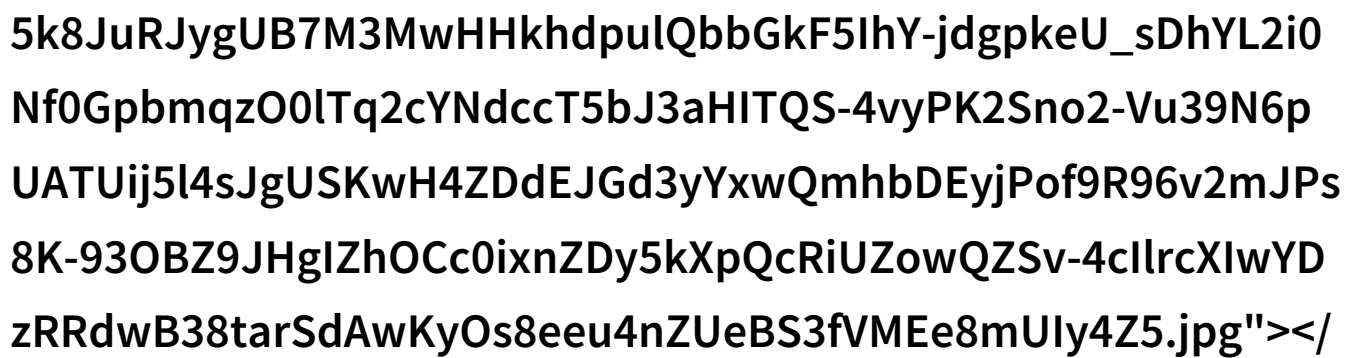 5k8JuRJygUB7M3MwHHkhdpulQbbGkF5IhY-jdgpkeU_sDhYL2i0
Nf0GpbmqzO0lTq2cYNdccT5bJ3aHITQS-4vyPK2Sno2-Vu39N6p
UATUij5l4sJgUSKwH4ZDdEJGd3yYxwQmhbDEyjPof9R96v2mJPs
8K-93OBZ9JHgIZhOCc0ixnZDy5kXpQcRiUZowQZSv-4cIlrcXIwYD
zRRdwB38tarSdAwKyOs8eeu4nZUeBS3fVMEe8mUIy4Z5.jpg"></